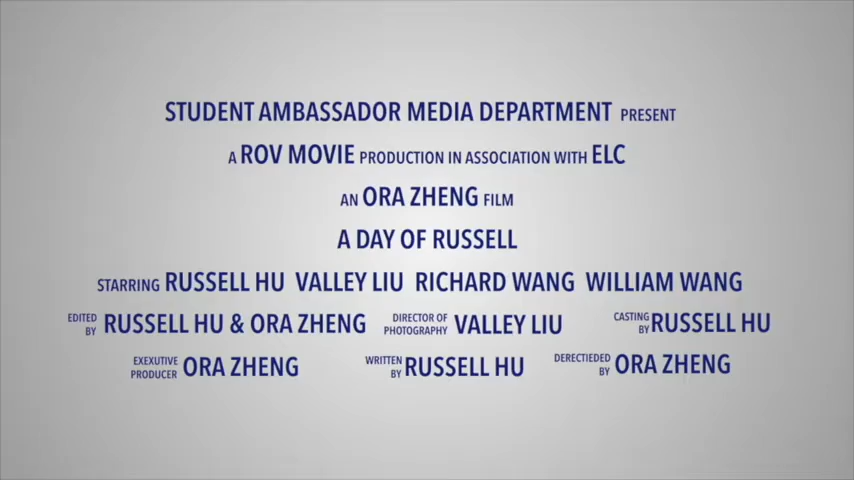 STUDENT AMBASSADOR MEDIA DEPARTMENT PRESENT
A ROV MOVIE PRODUCTION IN ASSOCIATION WITH ELC
AN ORA ZHENG FILM
A DAY OF RUSSELL
STARRING RUSSELL HU VALLEY LIU RICHARD WANG WILLIAM WANG
EDITED BY RUSSELL HU & ORA ZHENG DIRECTOR OF PHOTOGRAPHY VALLEY LIU CASTING BY RUSSELL HU
EXEXUTIVE PRODUCER ORA ZHENG WRITTEN BY RUSSELL HU DERECTIEDED BY ORA ZHENG